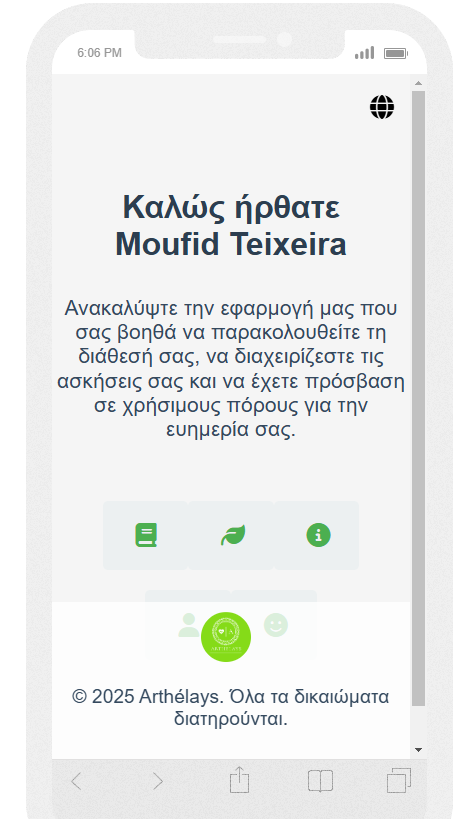 6:06 PM
Καλώς ήρθατε
Moufid Teixeira
Ανακαλύψτε την εφαρμογή μας που
σας βοηθά να παρακολουθείτε τη
διάθεσή σας, να διαχειρίζεστε τις
ασκήσεις σας και να έχετε πρόσβαση
σε χρήσιμους πόρους για την
ευημερία σας.
© 2025 Arthélays. Όλα τα δικαιώματα
διατηρούνται.